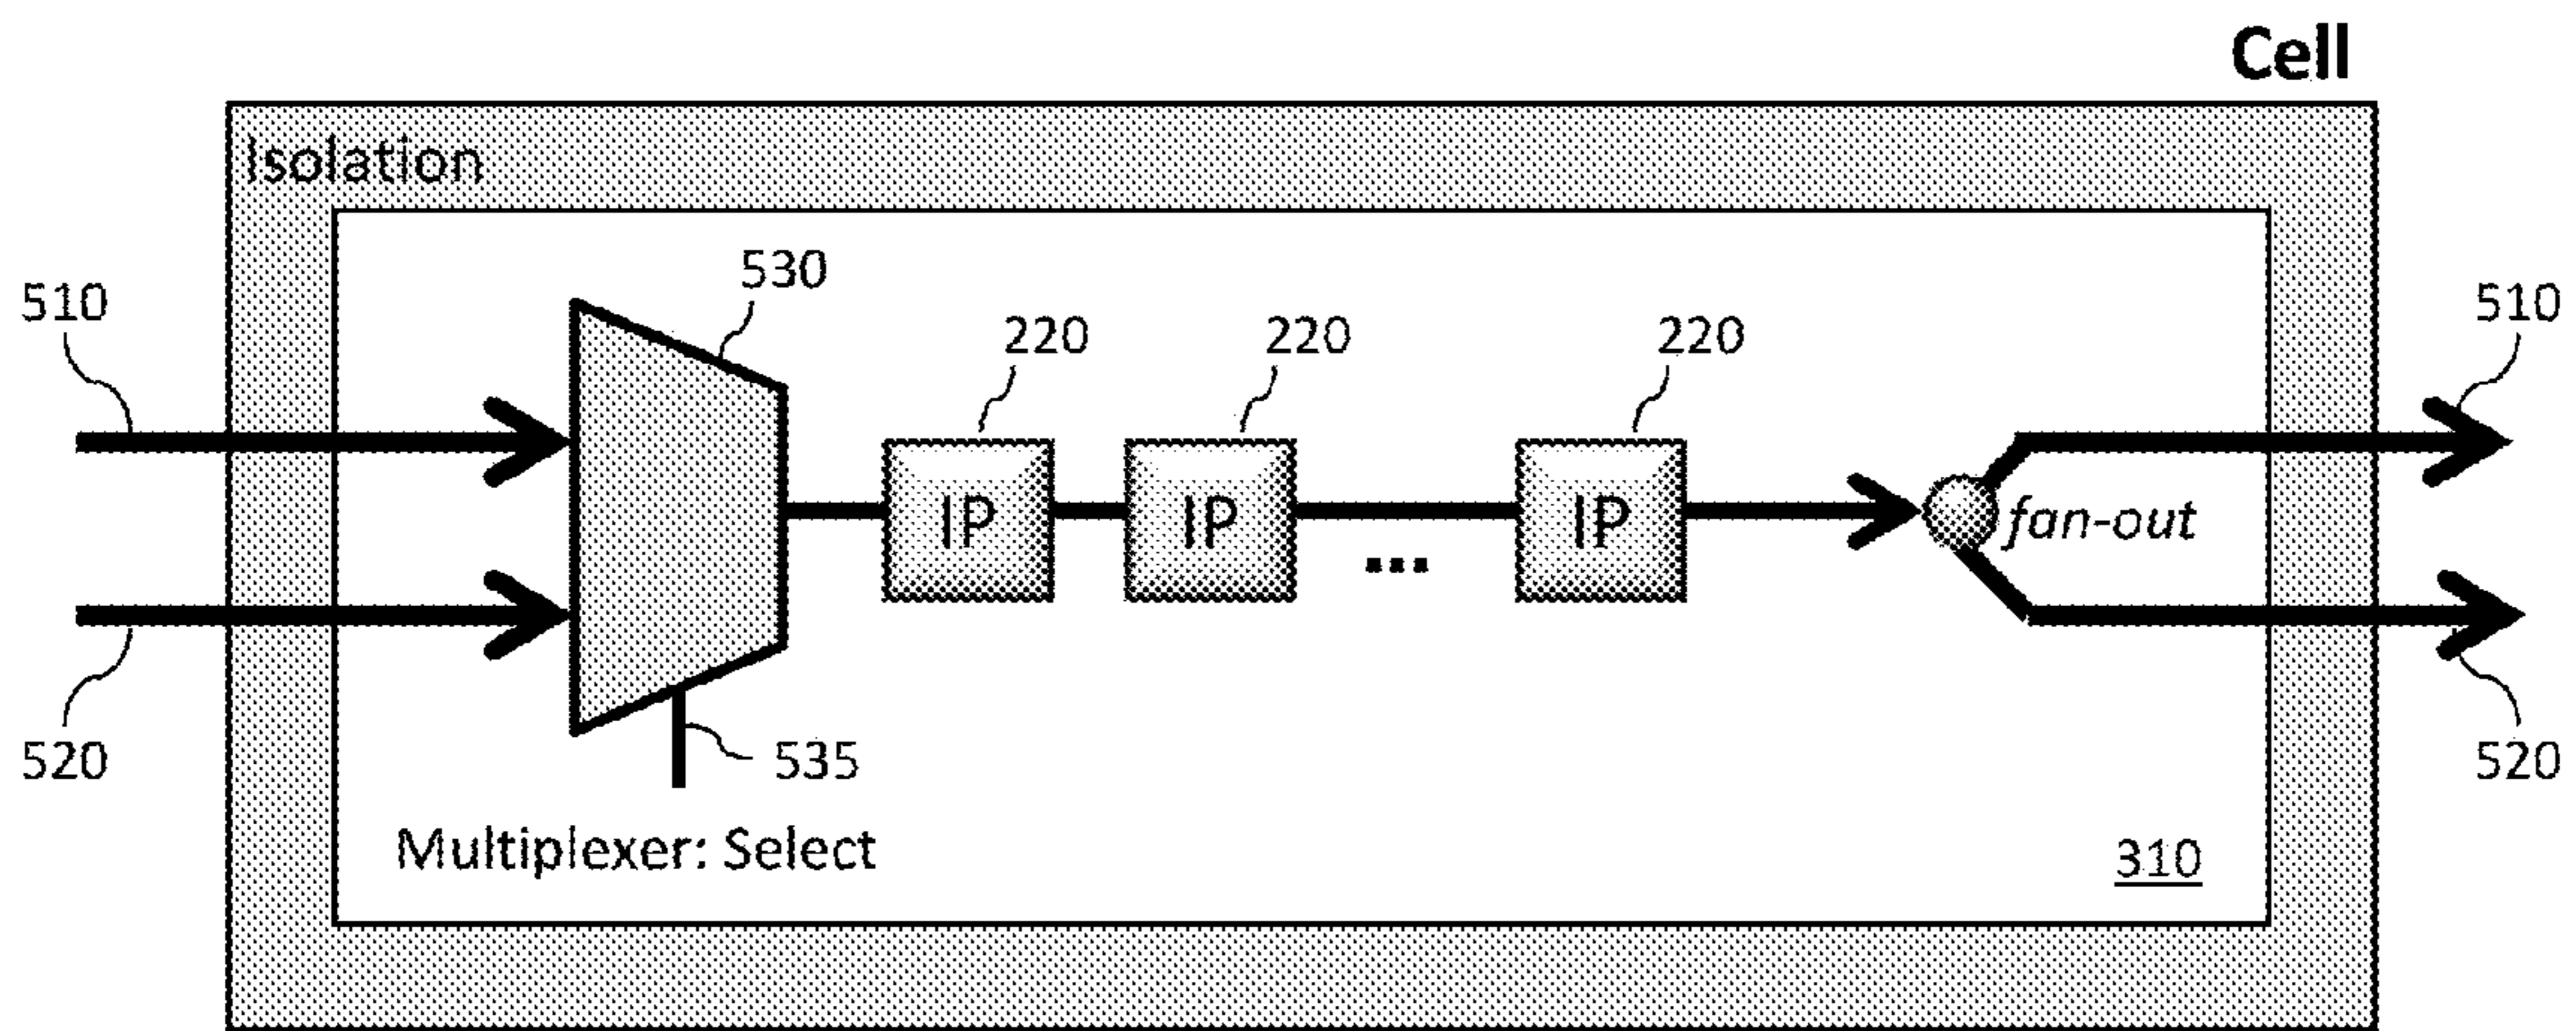 Cell
Isolation
530
510
510
220
220
220
IP
IP
IP
fan-out
...
520
535
520
Multiplexer: Select
310